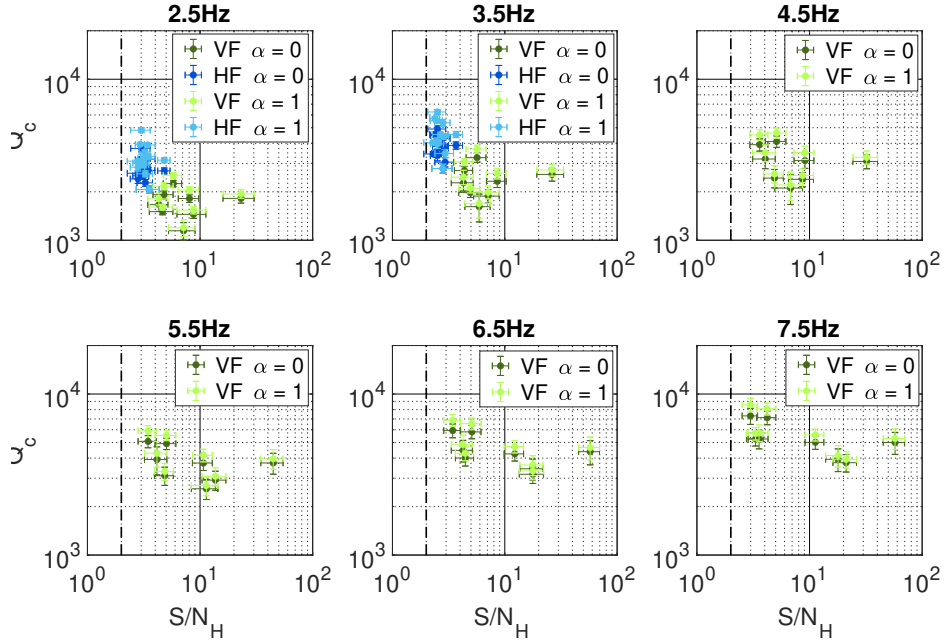 2.5Hz
VF α = 0
HF α = 0
VF α = 1
HF α = 1
10^4
10^3
Q_c
10^0 10^1 10^2
3.5Hz
VF α = 0
HF α = 0
VF α = 1
HF α = 1
10^4
10^3
10^0 10^1 10^2
4.5Hz
VF α = 0
VF α = 1
10^4
10^3
10^0 10^1 10^2
5.5Hz
VF α = 0
VF α = 1
10^4
10^3
Q_c
10^0 10^1 10^2
S/N_H
6.5Hz
VF α = 0
VF α = 1
10^4
10^3
10^0 10^1 10^2
S/N_H
7.5Hz
VF α = 0
VF α = 1
10^4
10^3
10^0 10^1 10^2
S/N_H